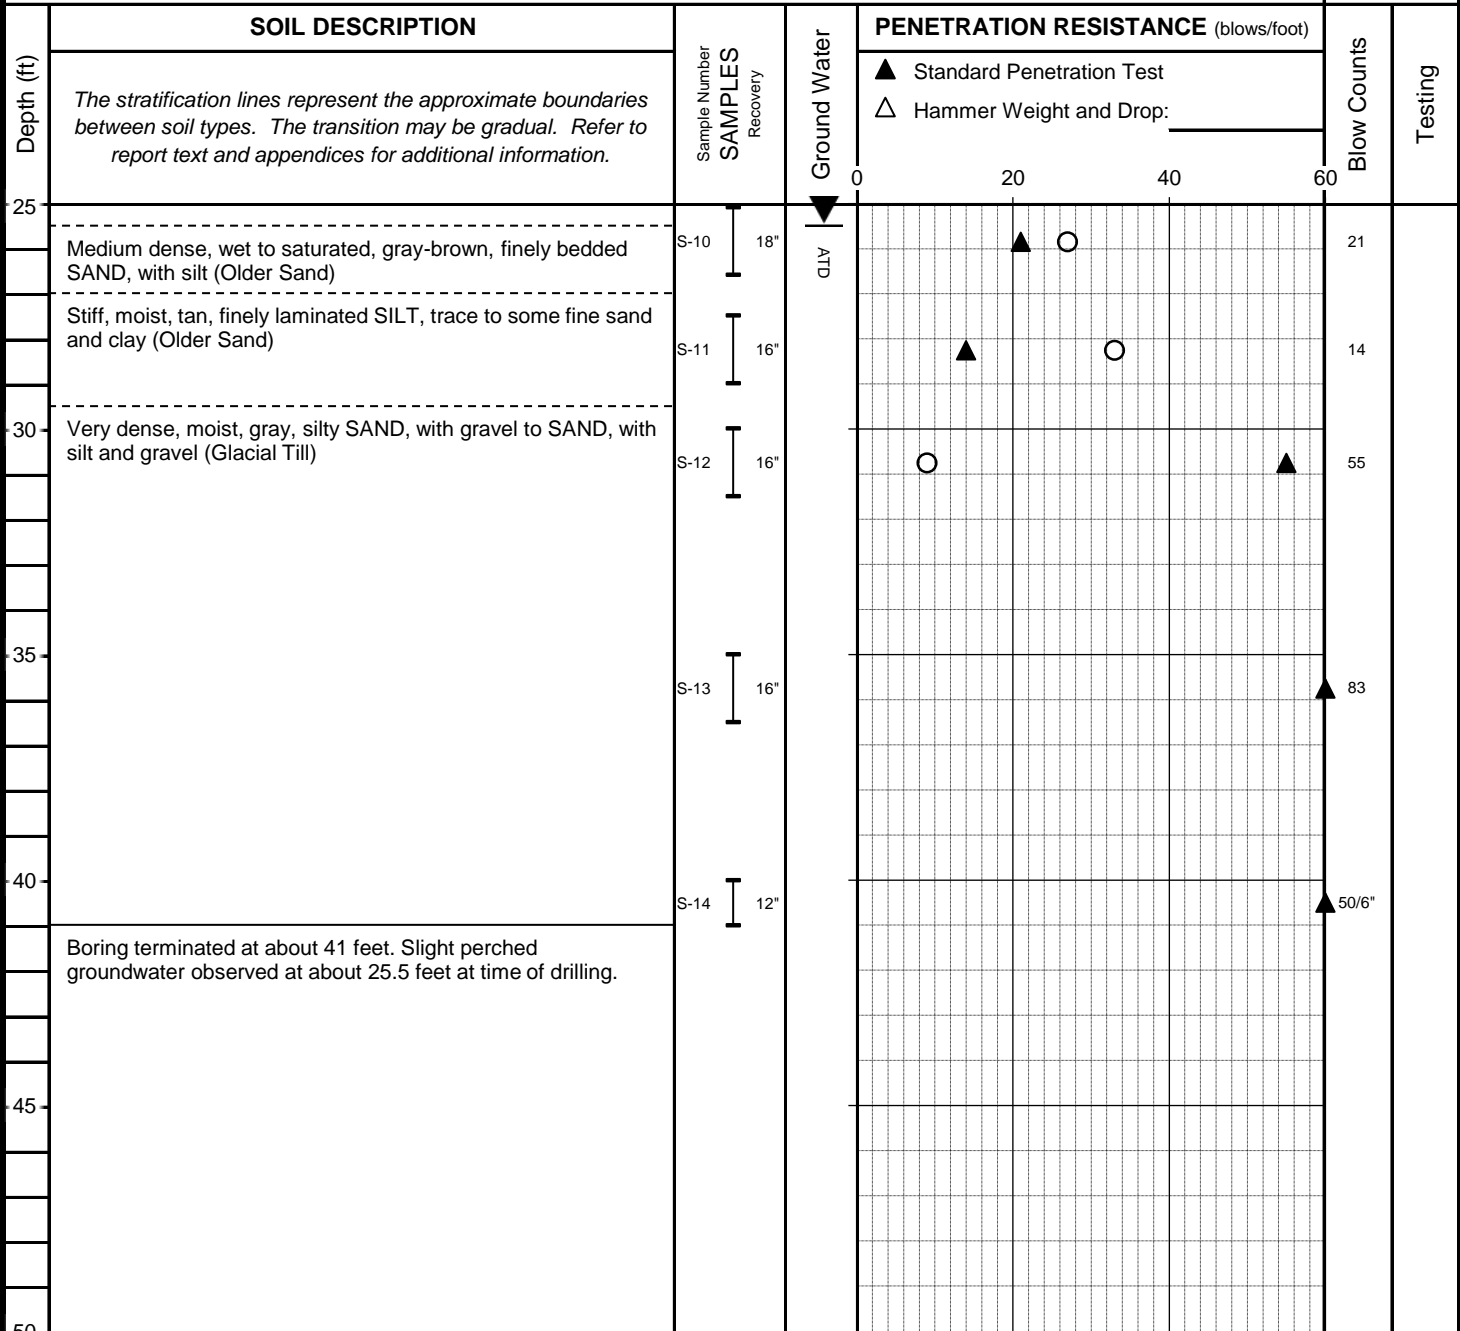 SOIL DESCRIPTION
PENETRATION RESISTANCE (blows/foot)
Depth (ft)
The stratification lines represent the approximate boundaries
between soil types. The transition may be gradual. Refer to
report text and appendices for additional information.
Sample Number
SAMPLES
Recovery
Ground Water
▲ Standard Penetration Test
△ Hammer Weight and Drop:
Blow Counts
Testing
0 20 40 60
25
Medium dense, wet to saturated, gray-brown, finely bedded
SAND, with silt (Older Sand)
S-10 18" ATD 21
Stiff, moist, tan, finely laminated SILT, trace to some fine sand
and clay (Older Sand)
S-11 16" 14
30
Very dense, moist, gray, silty SAND, with gravel to SAND, with
silt and gravel (Glacial Till)
S-12 16" 55
35
S-13 16" 83
40
S-14 12" 50/6"
Boring terminated at about 41 feet. Slight perched
groundwater observed at about 25.5 feet at time of drilling.
45
50